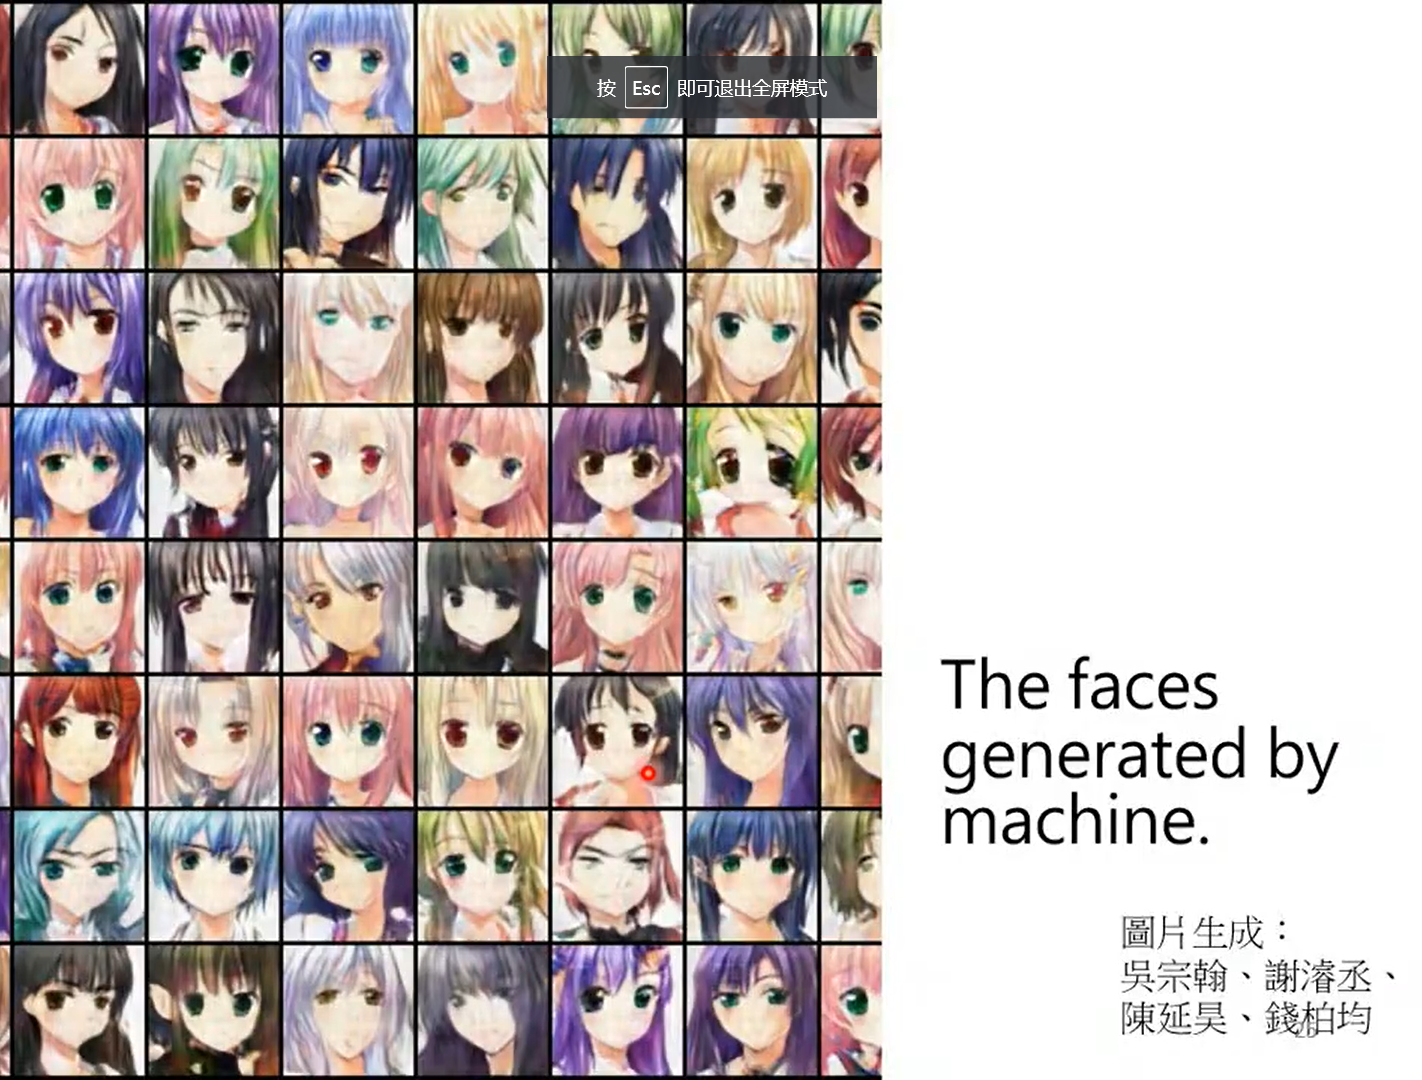 按 Esc 即可退出全屏模式
The faces
generated by
machine.
圖片生成：
吳宗翰、謝濬丞、
陳延昊、錢柏均